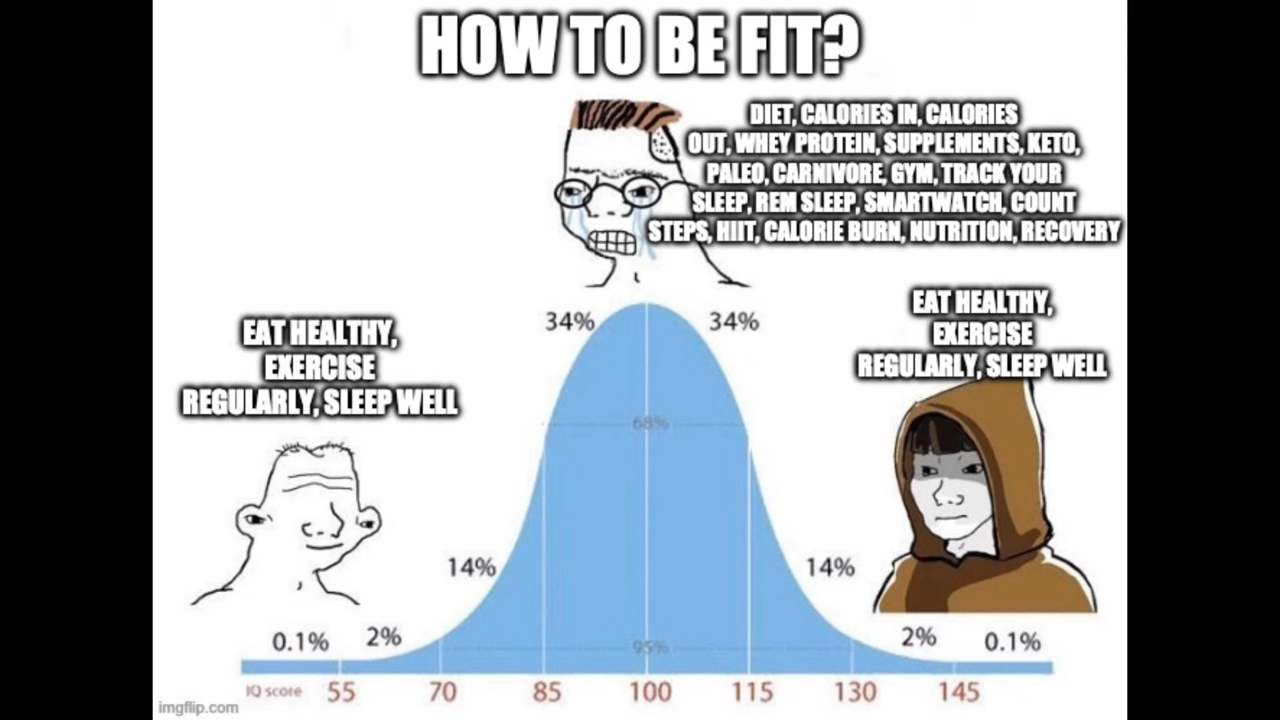 HOW TO BE FIT?
DIET, CALORIES IN, CALORIES
OUT, WHEY PROTEIN, SUPPLEMENTS, KETO,
PALEO, CARNIVORE, GYM, TRACK YOUR
SLEEP, REM SLEEP, SMARTWATCH, COUNT
STEPS, HIIT, CALORIE BURN, NUTRITION, RECOVERY
EAT HEALTHY,
EXERCISE
REGULARLY, SLEEP WELL
EAT HEALTHY,
EXERCISE
REGULARLY, SLEEP WELL
34% 34%
68%
14% 14%
0.1% 2% 95% 2% 0.1%
IQ score 55 70 85 100 115 130 145
imgflip.com